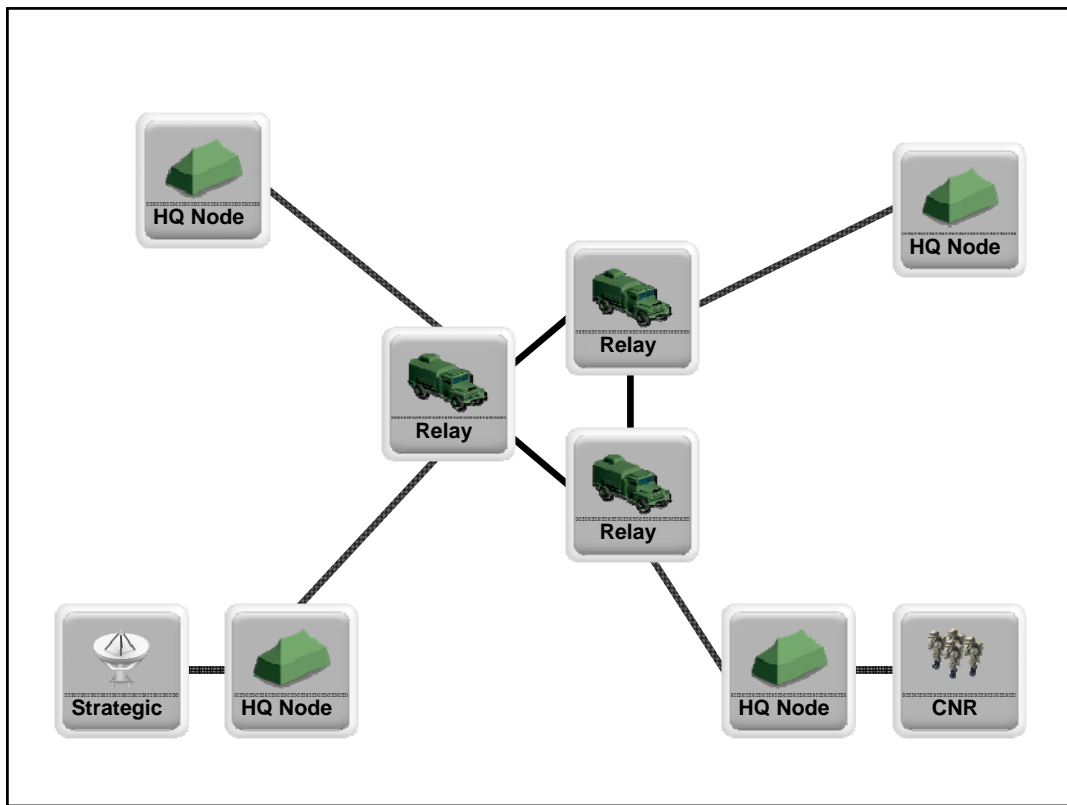 HQ Node
HQ Node
Relay
Relay
Relay
Strategic
HQ Node
HQ Node
CNR